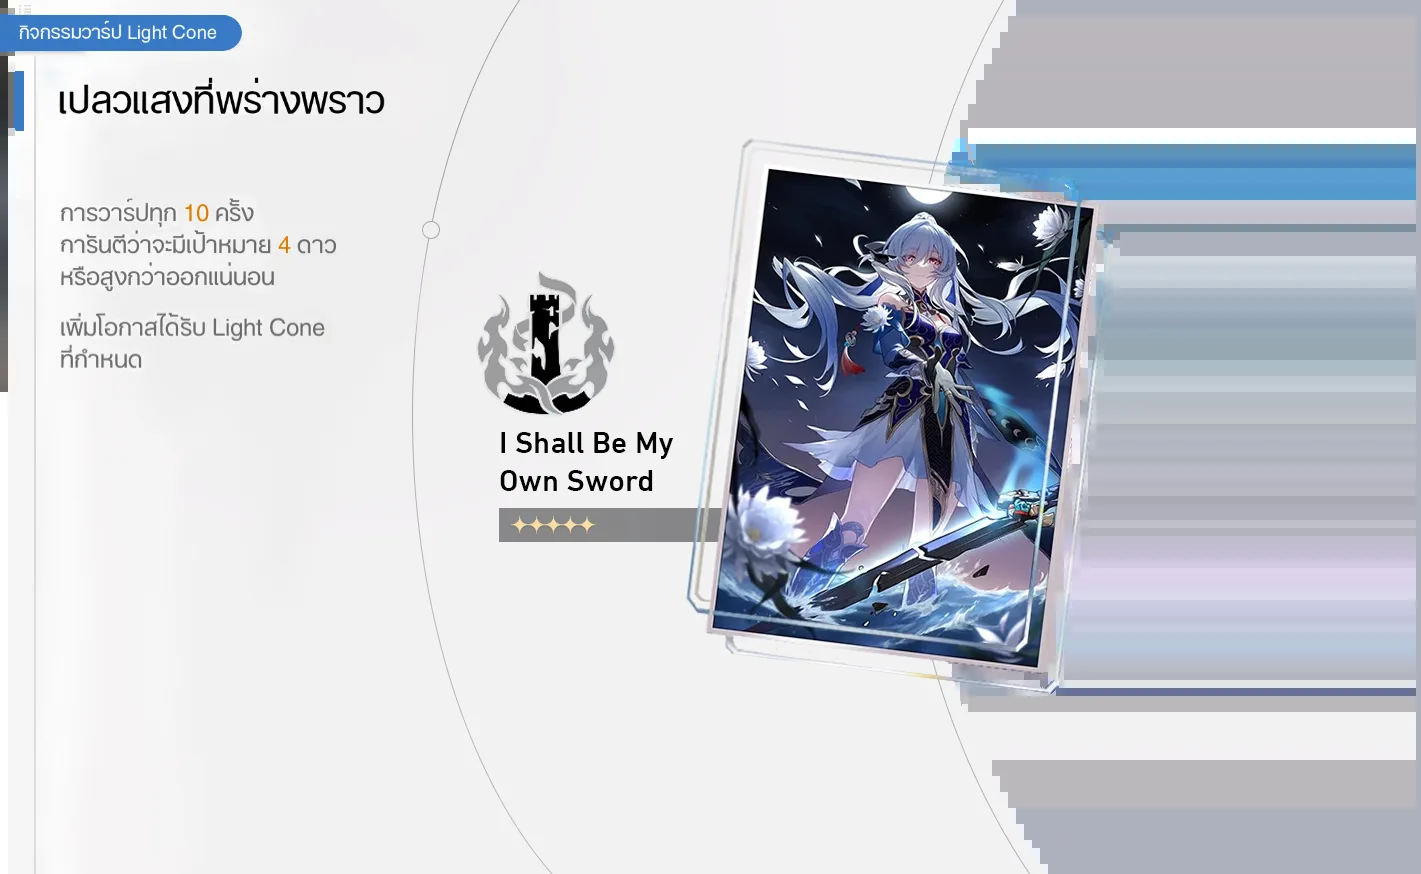 กิจกรรมวาร์ป Light Cone
เปลวแสงที่พร่างพราว
การวาร์ปทุก 10 ครั้ง
การันตีว่าจะมีเป้าหมาย 4 ดาว
หรือสูงกว่าออกแน่นอน
เพิ่มโอกาสได้รับ Light Cone
ที่กำหนด
I Shall Be My
Own Sword